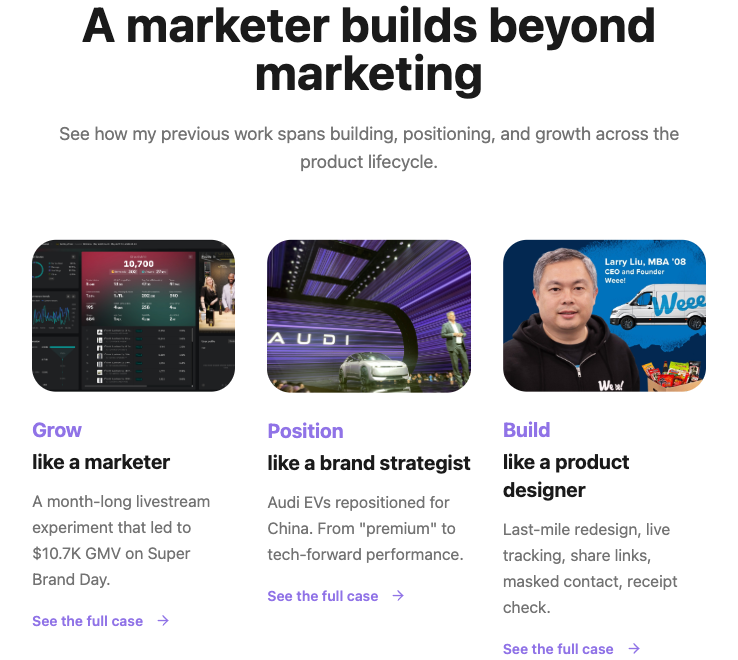 A marketer builds beyond
marketing
See how my previous work spans building, positioning, and growth across the
product lifecycle.
10,700
AUDI
Larry Liu, MBA '08
CEO and Founder
Weee!
Weee
Grow
like a marketer
A month-long livestream
experiment that led to
$10.7K GMV on Super
Brand Day.
See the full case
Position
like a brand strategist
Audi EVs repositioned for
China. From "premium" to
tech-forward performance.
See the full case
Build
like a product
designer
Last-mile redesign, live
tracking, share links,
masked contact, receipt
check.
See the full case